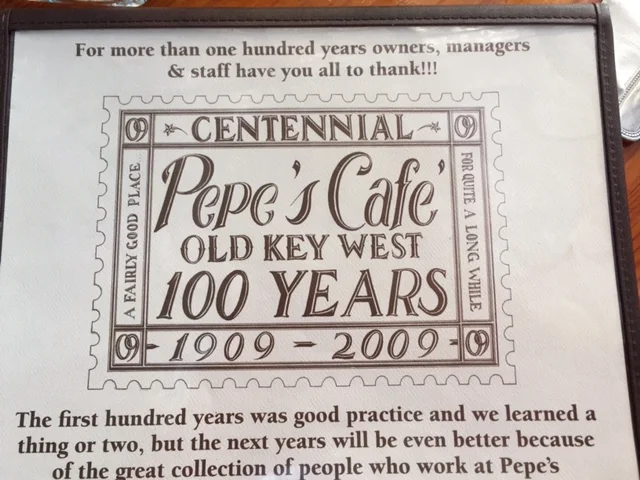 For more than one hundred years owners, managers
& staff have you all to thank!!!
09 CENTENNIAL 09
A FAIRLY GOOD PLACE...
Pepe's Cafe'
FOR QUITE A LONG WHILE
OLD KEY WEST
100 YEARS
09 - 1909 - 2009 - 09
The first hundred years was good practice and we learned a
thing or two, but the next years will be even better because
of the great collection of people who work at Pepe's